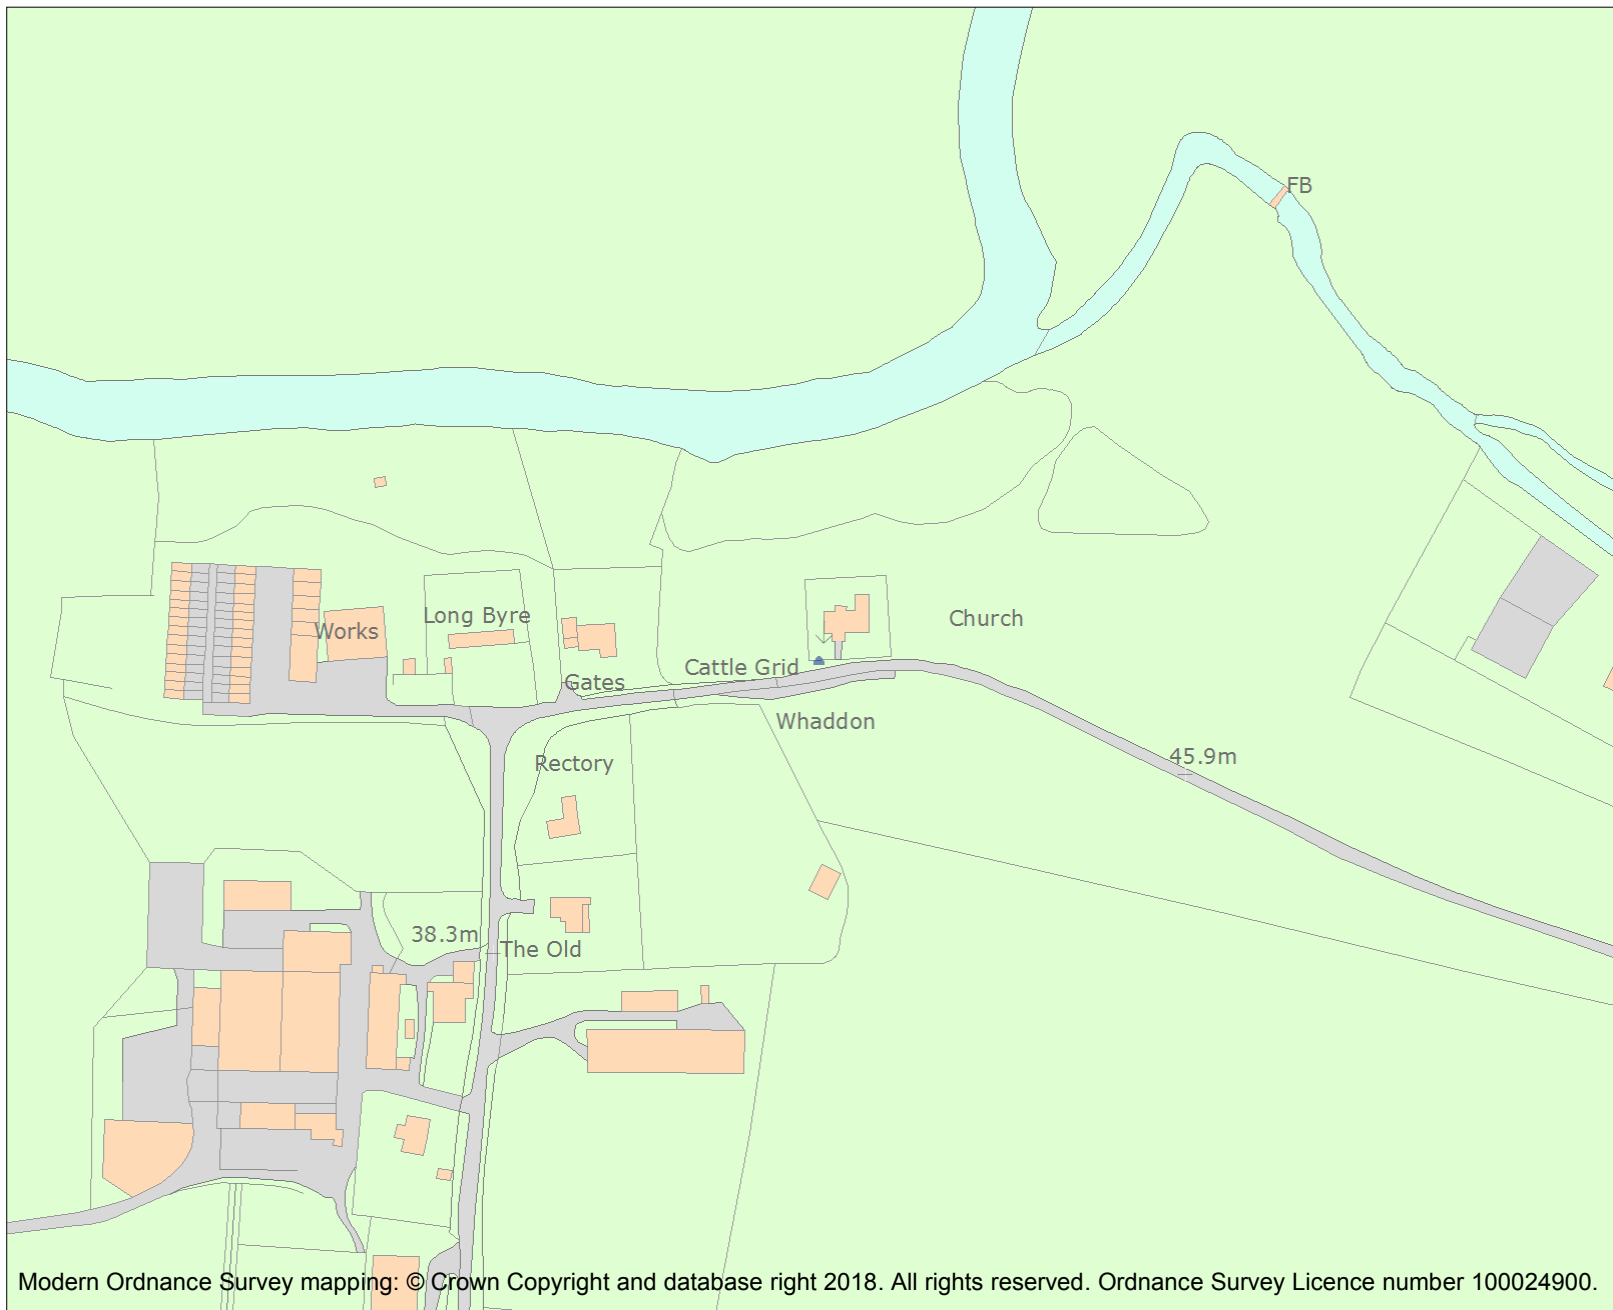 FB
Long Byre
Works
Church
Cattle Grid
Gates
Whaddon
45.9m
Rectory
38.3m
The Old
Modern Ordnance Survey mapping: © Crown Copyright and database right 2018. All rights reserved. Ordnance Survey Licence number 100024900.